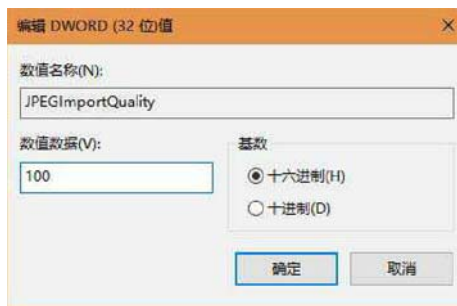 编辑 DWORD (32 位)值
数值名称(N):
JPEGImportQuality
数值数据(V):
100
基数
十六进制(H)
十进制(D)
确定
取消